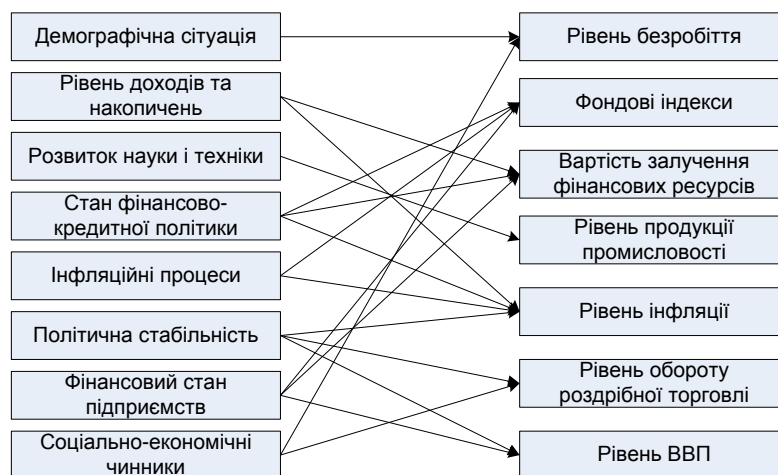 Демографічна ситуація
Рівень доходів та
накопичень
Розвиток науки і техніки
Стан фінансово-
кредитної політики
Інфляційні процеси
Політична стабільність
Фінансовий стан
підприємств
Соціально-економічні
чинники
Рівень безробіття
Фондові індекси
Вартість залучення
фінансових ресурсів
Рівень продукції
промисловості
Рівень інфляції
Рівень обороту
роздрібної торговлі
Рівень ВВП